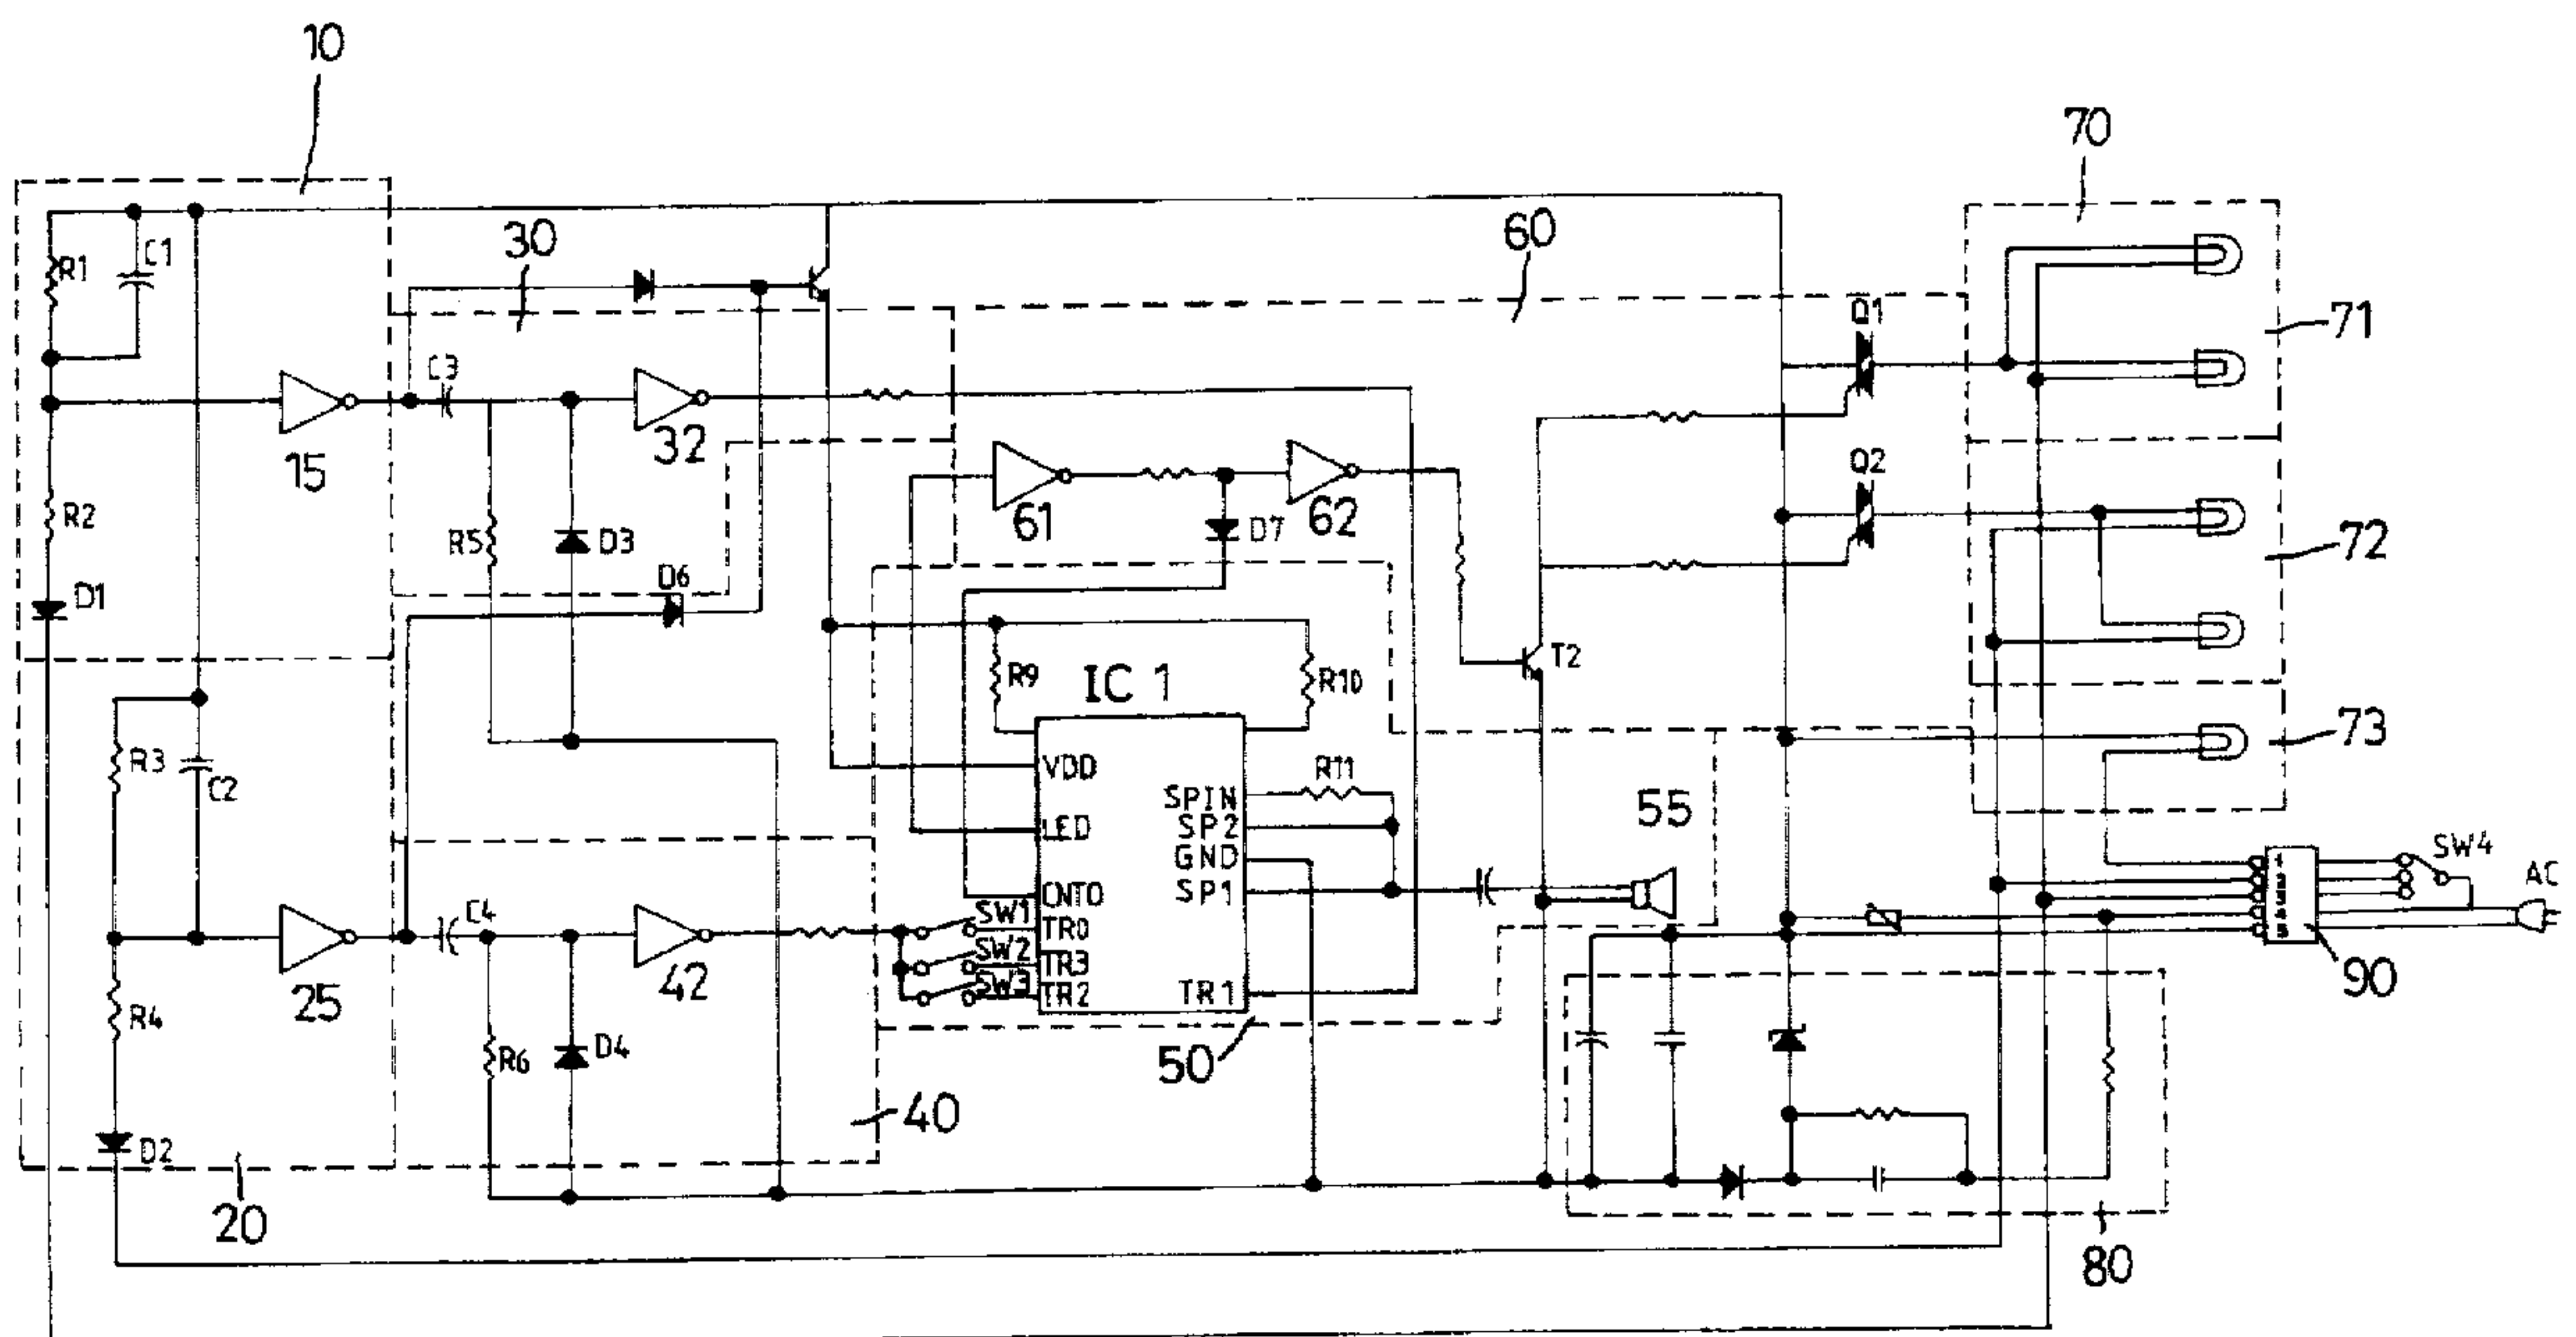 10
70
30
60
C1
R1
Q1
71
C3
15
32
R2
61
62
Q2
R5
D3
D7
72
D6
D1
T2
R9
IC 1
R10
73
R3
C2
VDD
R11
SPIN
55
LED
SP2
GND
SW4
CNTO
SP1
AC
C4
SW1
TR0
SW2
TR3
SW3
TR2
TR1
25
42
90
R4
R6
D4
50
40
D2
20
80